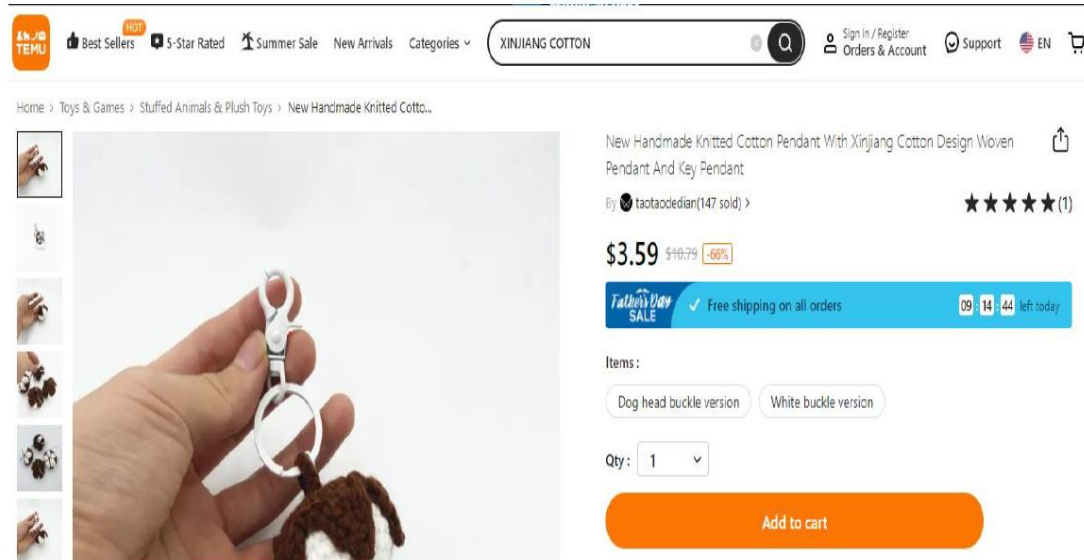 TEMU
Best Sellers
HOT
5-Star Rated
Summer Sale
New Arrivals
Categories
XINJIANG COTTON
Sign in / Register
Orders & Account
Support
EN
Home > Toys & Games > Stuffed Animals & Plush Toys > New Handmade Knitted Cotto...
New Handmade Knitted Cotton Pendant With Xinjiang Cotton Design Woven
Pendant And Key Pendant
By taotaodedian(147 sold) >
(1)
$3.59 $10.79 -66%
Father's Day
SALE
Free shipping on all orders
09 : 14 : 44 left today
Items :
Dog head buckle version
White buckle version
Qty : 1
Add to cart